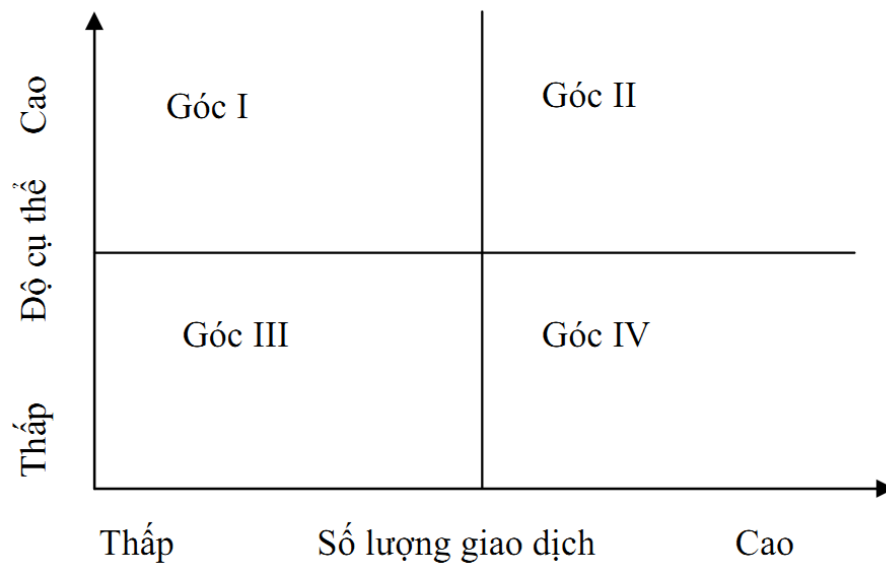 Cao
Góc I
Góc II
Độ cụ thể
Góc III
Góc IV
Thấp
Thấp Số lượng giao dịch Cao